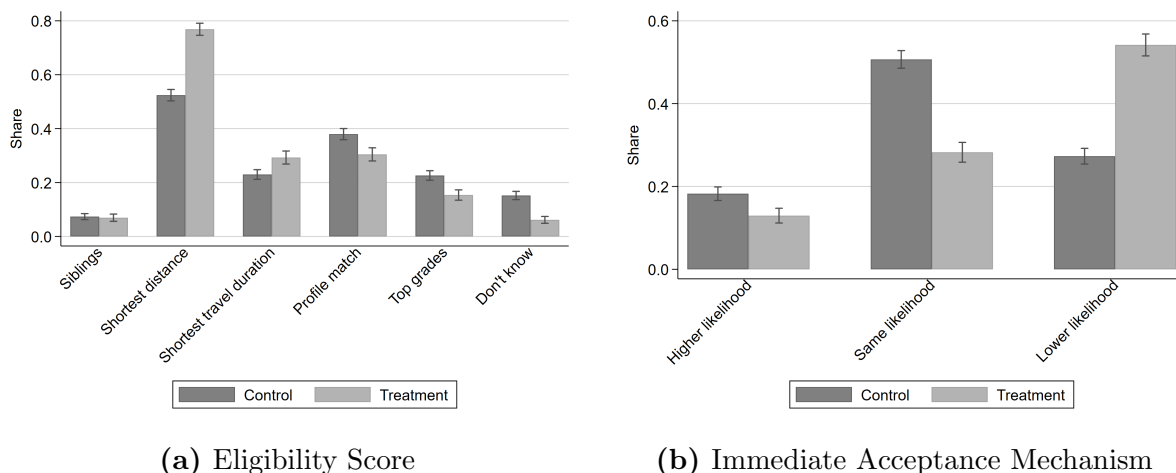 0.8
0.6
0.4
0.2
0.0
Share
Siblings
Shortest distance
Shortest travel duration
Profile match
Top grades
Don't know
Control
Treatment
(a) Eligibility Score
0.6
0.4
0.2
0.0
Share
Higher likelihood
Same likelihood
Lower likelihood
Control
Treatment
(b) Immediate Acceptance Mechanism